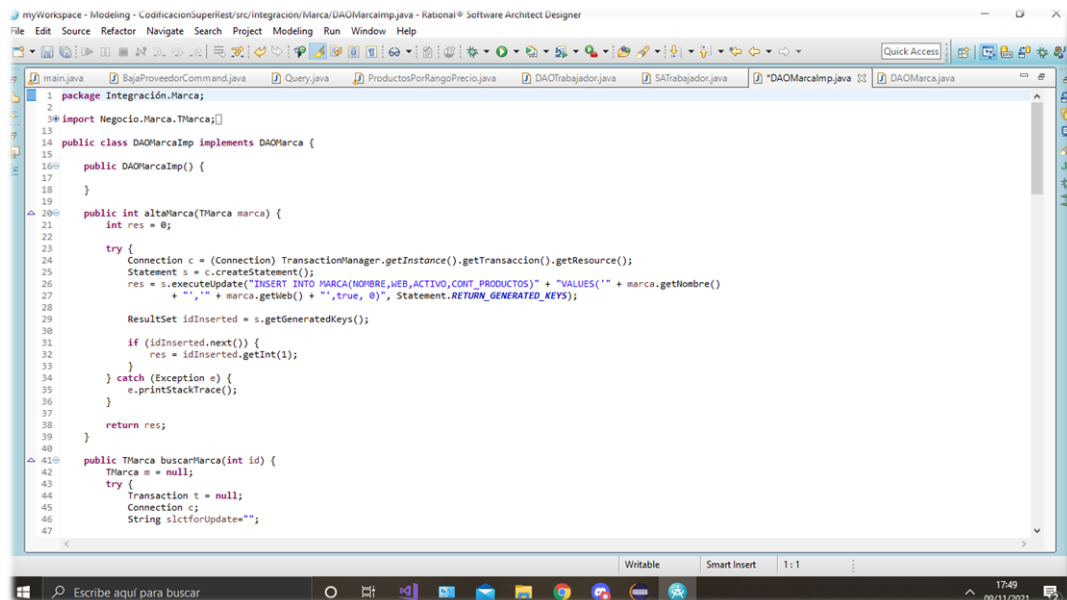 myWorkspace - Modeling - CodificacionSuperRest/src/Integración/Marca/DAOMarcaImp.java - Rational® Software Architect Designer
File Edit Source Refactor Navigate Search Project Modeling Run Window Help
Quick Access
main.java BajaProveedorCommand.java Query.java ProductosPorRangoPrecio.java DAOTrabajador.java SATrabajador.java *DAOMarcaImp.java DAOMarca.java
1 package Integración.Marca;
2
3 import Negocio.Marca.TMarca;
13
14 public class DAOMarcaImp implements DAOMarca {
15
16 public DAOMarcaImp() {
17
18 }
19
20 public int altaMarca(TMarca marca) {
21 int res = 0;
22
23 try {
24 Connection c = (Connection) TransactionManager.getInstance().getTransaccion().getResource();
25 Statement s = c.createStatement();
26 res = s.executeUpdate("INSERT INTO MARCA(NOMBRE,WEB,ACTIVO,CONT_PRODUCTOS)" + "VALUES('" + marca.getNombre()
27 + "','" + marca.getWeb() + "',true, 0)", Statement.RETURN_GENERATED_KEYS);
28
29 ResultSet idInserted = s.getGeneratedKeys();
30
31 if (idInserted.next()) {
32 res = idInserted.getInt(1);
33 }
34 } catch (Exception e) {
35 e.printStackTrace();
36 }
37
38 return res;
39 }
40
41 public TMarca buscarMarca(int id) {
42 TMarca m = null;
43 try {
44 Transaction t = null;
45 Connection c;
46 String slctforUpdate="";
47
Writable Smart Insert 1 : 1
Escribe aquí para buscar
17:49
09/11/2021